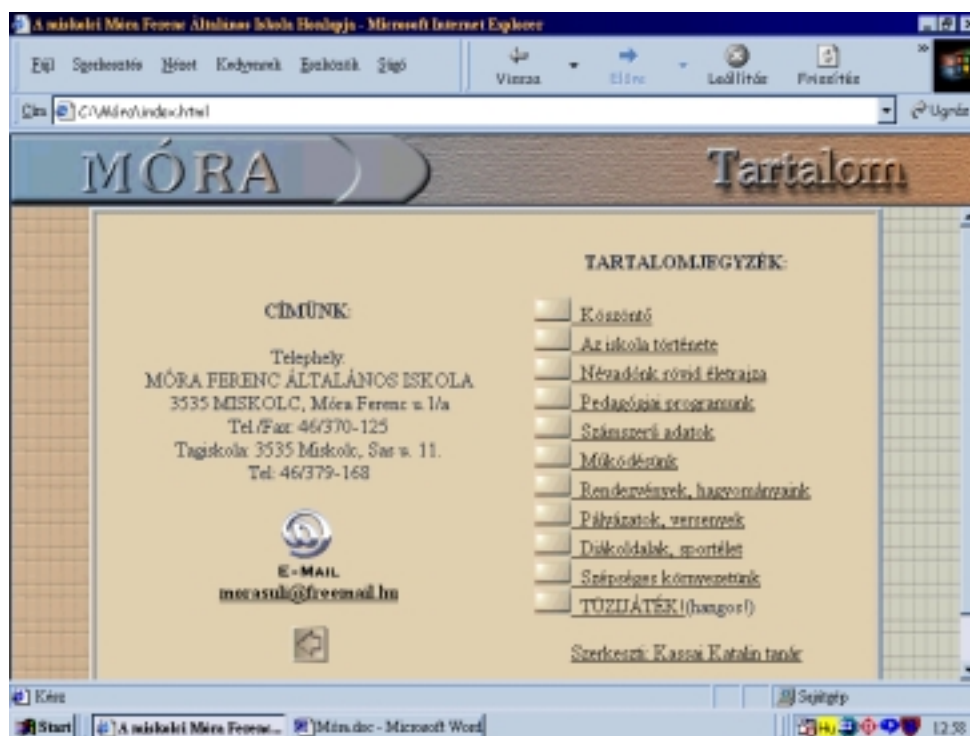 A miskolci Móra Ferenc Általános Iskola Honlapja - Microsoft Internet Explorer
Fájl Szerkesztés Nézet Kedvencek Eszközök Súgó
Vissza Előre Leállítás Frissítés
Cím C:\Móra\index.html Ugrás
MÓRA Tartalom
TARTALOMJEGYZÉK:
Köszöntő
Az iskola története
Névadónk rövid életrajza
Pedagógiai programunk
Számszerű adatok
Működésünk
Rendezvények, hagyományaink
Pályázatok, versenyek
Diákoldalak, sportélet
Szépséges környezetünk
TŰZIJÁTÉK!(hangos!)
Szerkeszti: Kassai Katalin tanár
CÍMÜNK:
Telephely:
MÓRA FERENC ÁLTALÁNOS ISKOLA
3535 MISKOLC, Móra Ferenc u. 1/a
Tel./Fax: 46/370-125
Tagiskola: 3535 Miskolc, Sas u. 11.
Tel: 46/379-168
E-MAIL
morasuli@freemail.hu
Kész Sajátgép
Start A miskolci Móra Ferenc... Móra.doc - Microsoft Word Hu 12:58